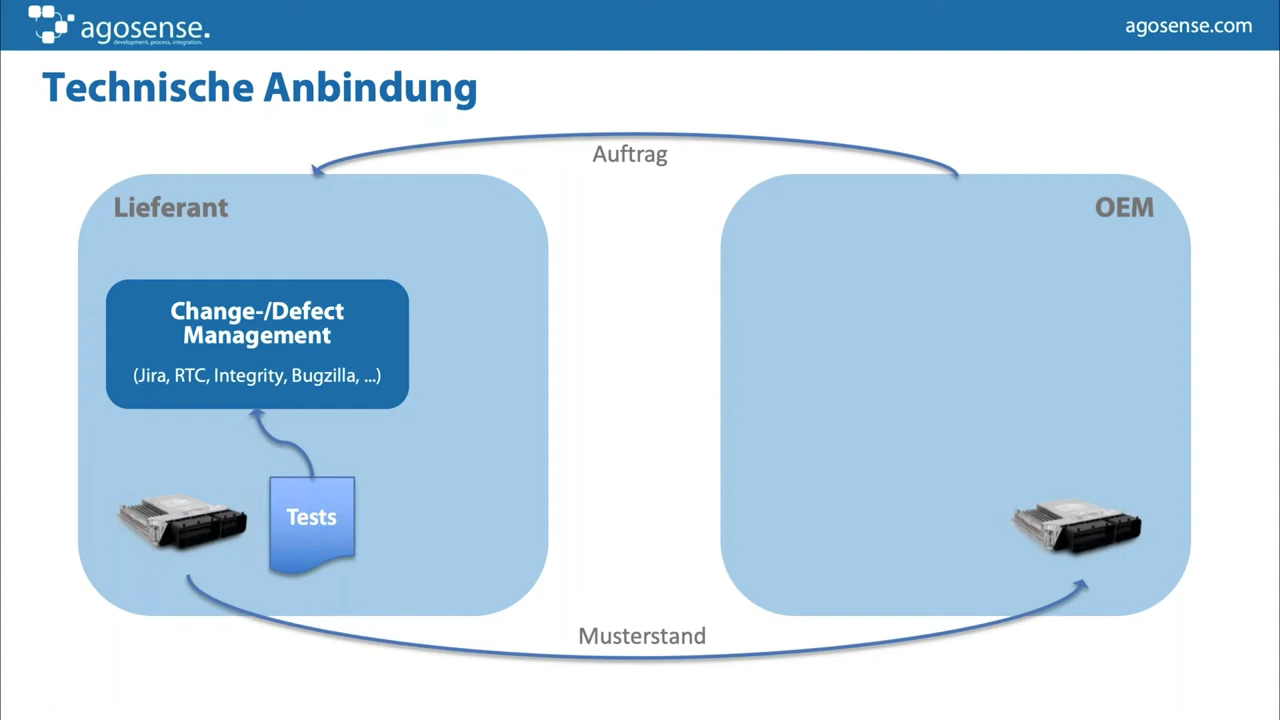 agosense.
development. process. integration.
agosense.com
Technische Anbindung
Auftrag
Lieferant
OEM
Change-/Defect
Management
(Jira, RTC, Integrity, Bugzilla, ...)
Tests
Musterstand